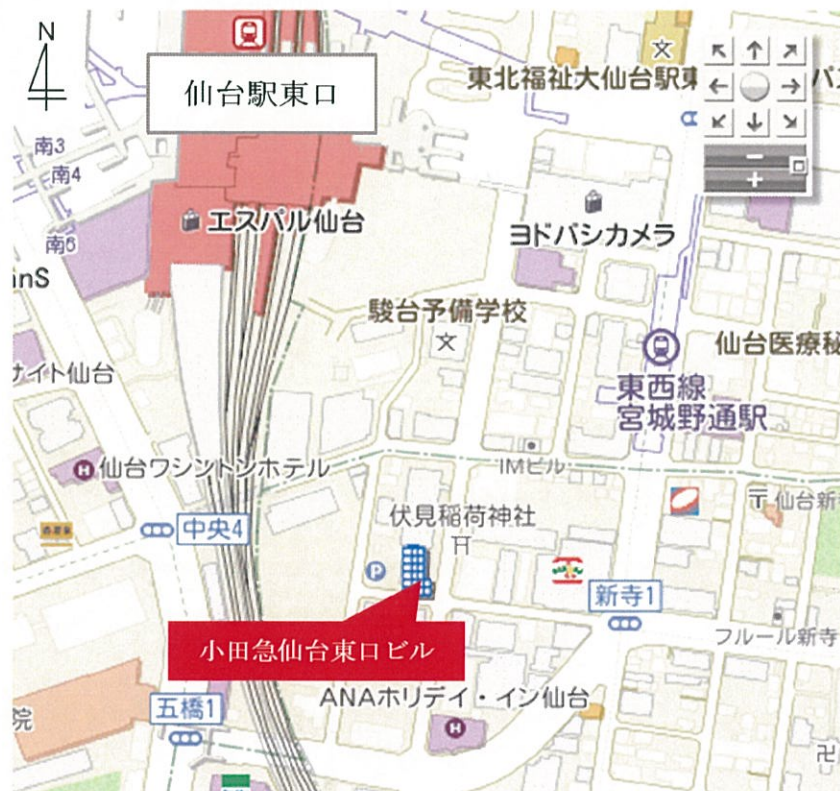 N
仙台駅東口
東北福祉大仙台駅東
パス
南3
南4
南6
エスパル仙台
ヨドバシカメラ
inS
駿台予備学校
仙台医療秘
サイト仙台
東西線
宮城野通駅
H
仙台ワシントンホテル
IMビル
〒仙台新
伏見稲荷神社
中央4
P
新寺1
小田急仙台東口ビル
フルール新寺
ANAホリデイ・イン仙台
院
五橋1
H
卍